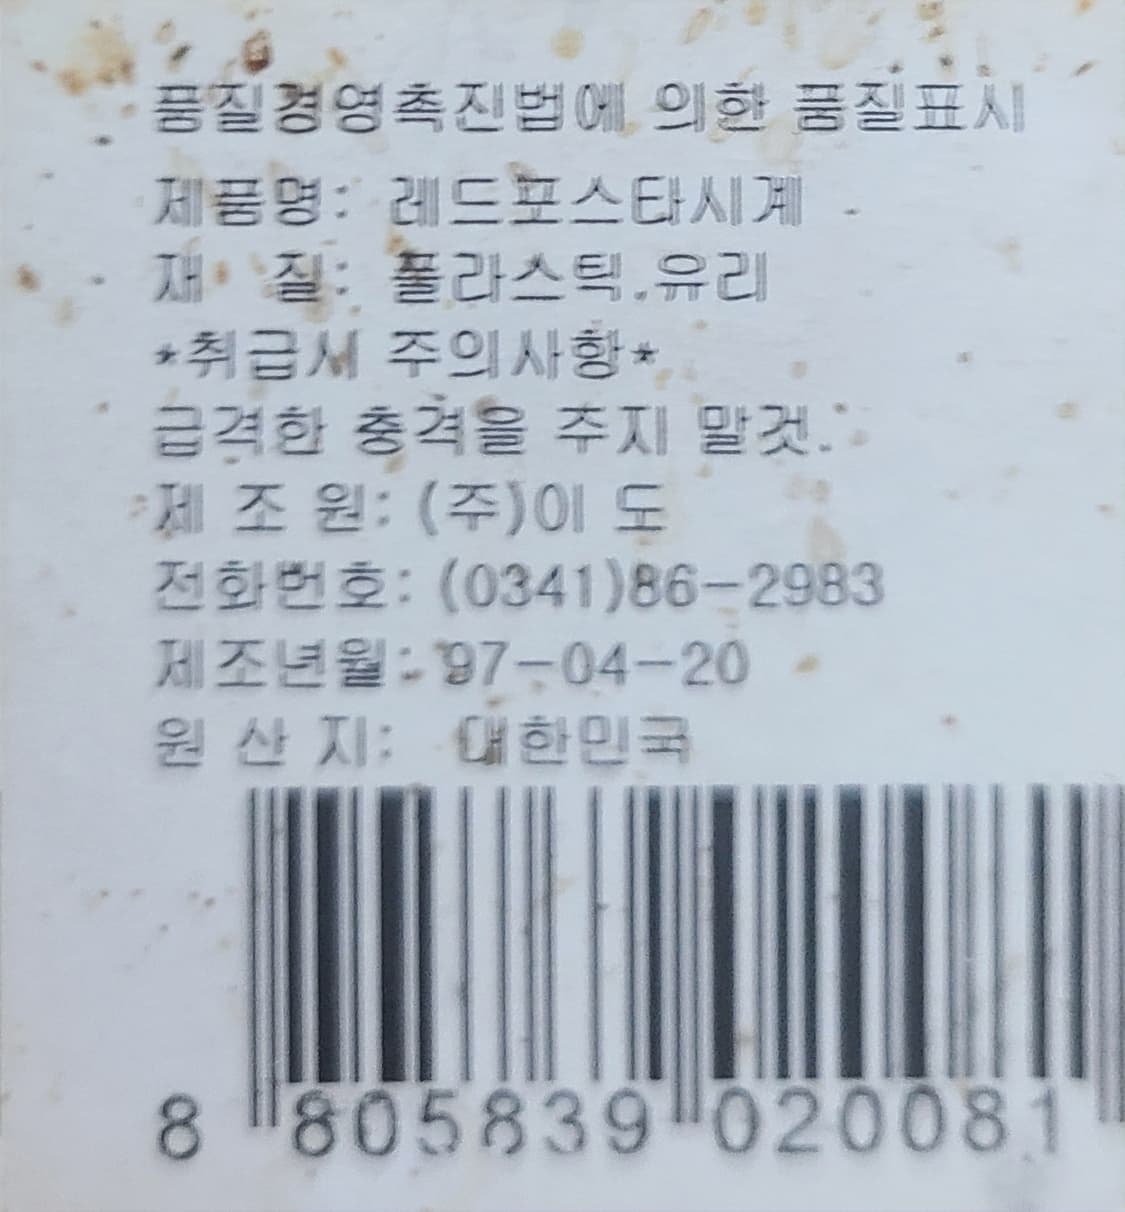 품질경영촉진법에 의한 품질표시
제품명: 레드포스타시계
재 질: 플라스틱.유리
*취급시 주의사항*
급격한 충격을 주지 말것.
제 조 원: (주)이 도
전화번호: (0341)86-2983
제조년월: 97-04-20
원 산 지: 대한민국
8 805839 020081